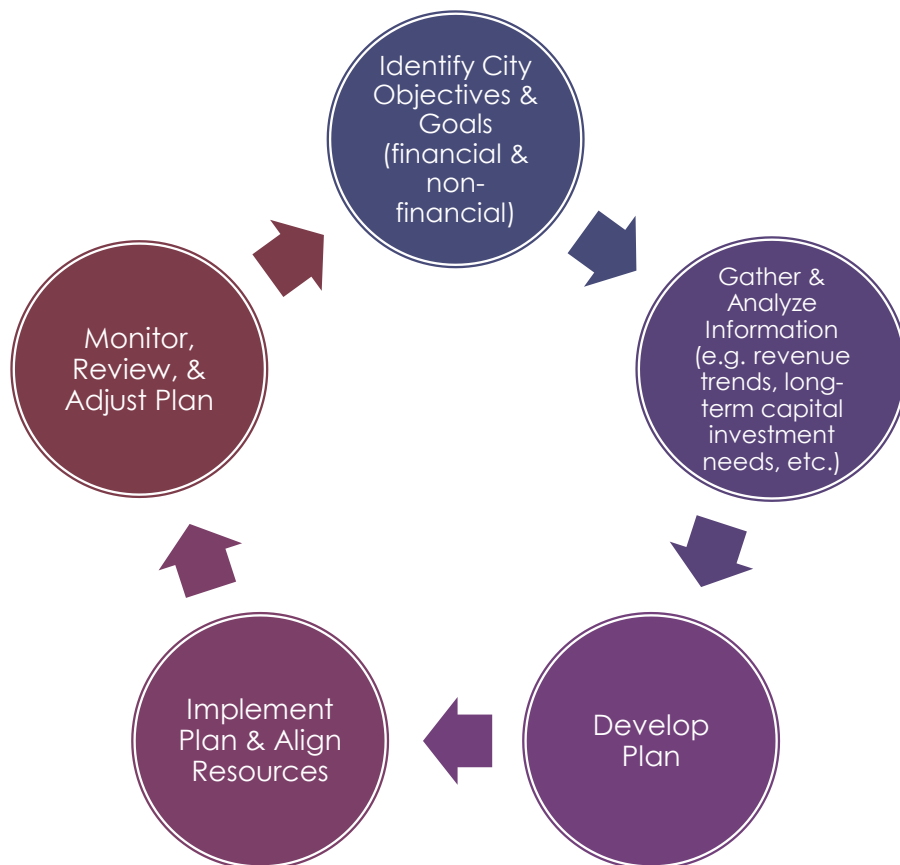 Identify City
Objectives &
Goals
(financial &
non-
financial)
Gather &
Analyze
Information
(e.g. revenue
trends, long-
term capital
investment
needs, etc.)
Develop
Plan
Implement
Plan & Align
Resources
Monitor,
Review, &
Adjust Plan